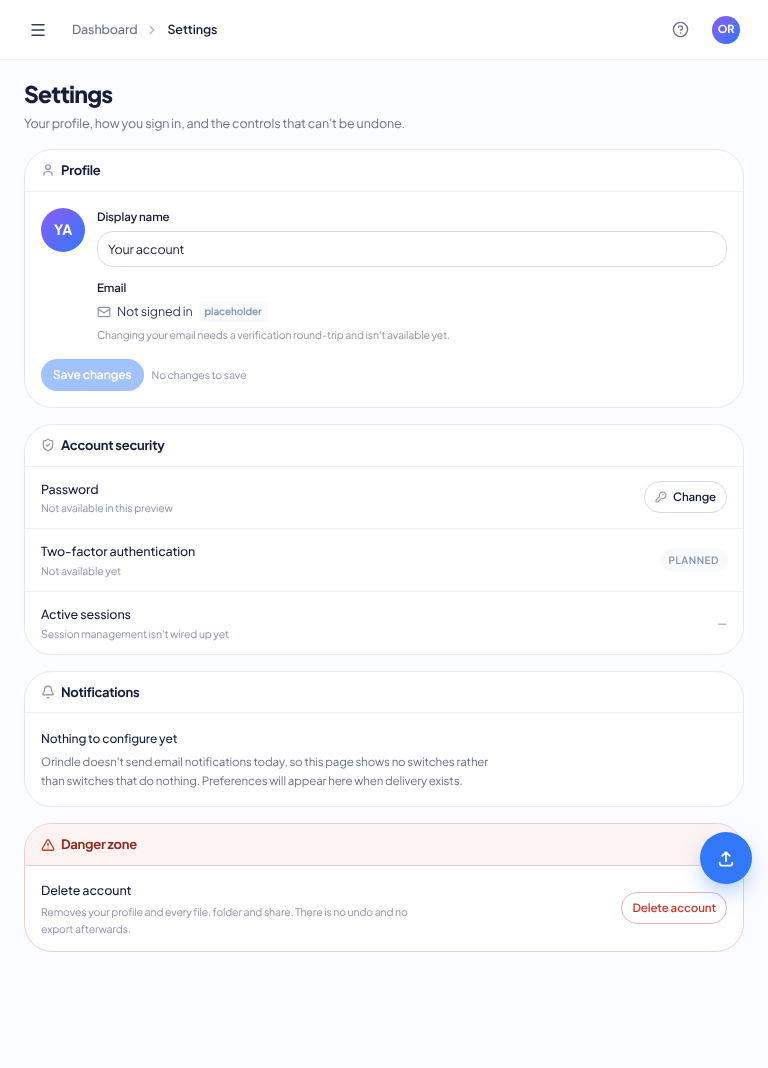 Dashboard Settings OR
Settings
Your profile, how you sign in, and the controls that can't be undone.
Profile
YA
Display name
Your account
Email
Not signed in placeholder
Changing your email needs a verification round-trip and isn't available yet.
Save changes No changes to save
Account security
Password
Not available in this preview
Change
Two-factor authentication
Not available yet
PLANNED
Active sessions
Session management isn't wired up yet
—
Notifications
Nothing to configure yet
Orindle doesn't send email notifications today, so this page shows no switches rather
than switches that do nothing. Preferences will appear here when delivery exists.
Danger zone
Delete account
Removes your profile and every file, folder and share. There is no undo and no
export afterwards.
Delete account